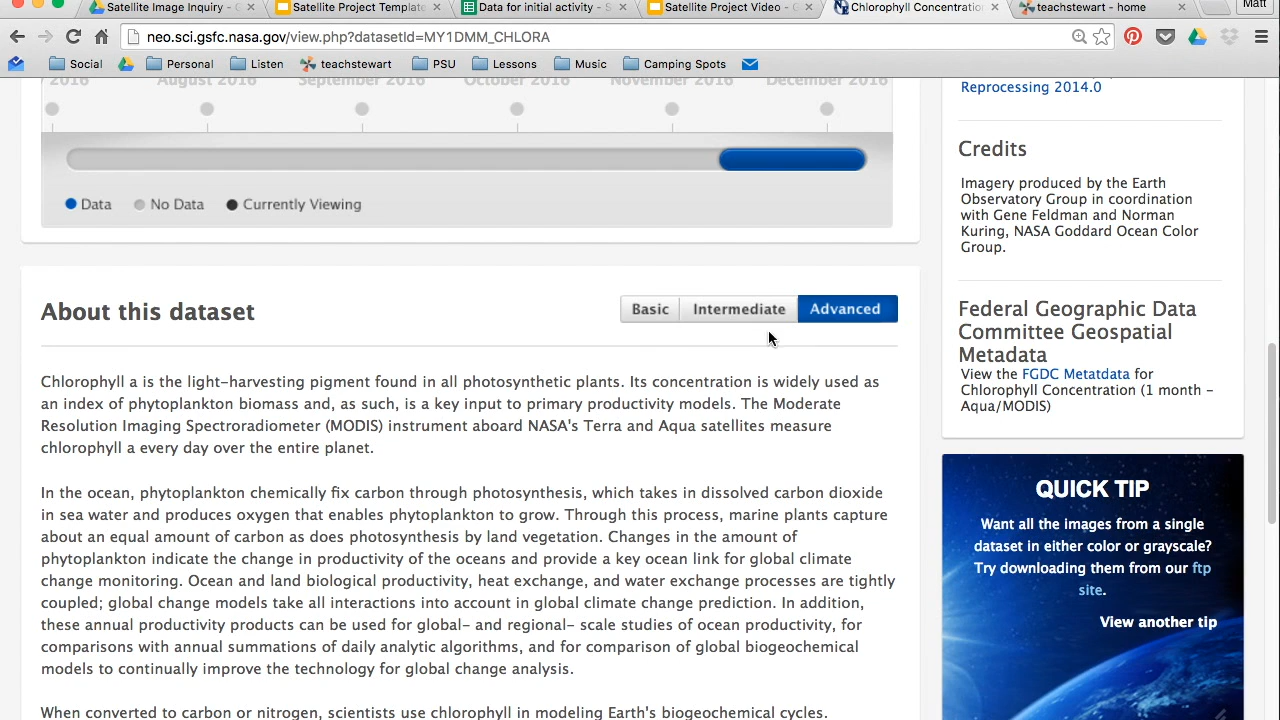 Satellite Image Inquiry - G
Satellite Project Template
Data for initial activity - S
Satellite Project Video - G
Chlorophyll Concentratio
teachstewart - home
Matt
neo.sci.gsfc.nasa.gov/view.php?datasetId=MY1DMM_CHLORA
Social
Personal
Listen
teachstewart
PSU
Lessons
Music
Camping Spots
2016 August 2016 September 2016 October 2016 November 2016 December 2016
Data No Data Currently Viewing
About this dataset
Basic Intermediate Advanced
Chlorophyll a is the light-harvesting pigment found in all photosynthetic plants. Its concentration is widely used as
an index of phytoplankton biomass and, as such, is a key input to primary productivity models. The Moderate
Resolution Imaging Spectroradiometer (MODIS) instrument aboard NASA's Terra and Aqua satellites measure
chlorophyll a every day over the entire planet.
In the ocean, phytoplankton chemically fix carbon through photosynthesis, which takes in dissolved carbon dioxide
in sea water and produces oxygen that enables phytoplankton to grow. Through this process, marine plants capture
about an equal amount of carbon as does photosynthesis by land vegetation. Changes in the amount of
phytoplankton indicate the change in productivity of the oceans and provide a key ocean link for global climate
change monitoring. Ocean and land biological productivity, heat exchange, and water exchange processes are tightly
coupled; global change models take all interactions into account in global climate change prediction. In addition,
these annual productivity products can be used for global- and regional- scale studies of ocean productivity, for
comparisons with annual summations of daily analytic algorithms, and for comparison of global biogeochemical
models to continually improve the technology for global change analysis.
When converted to carbon or nitrogen, scientists use chlorophyll in modeling Earth's biogeochemical cycles.
Reprocessing 2014.0
Credits
Imagery produced by the Earth
Observatory Group in coordination
with Gene Feldman and Norman
Kuring, NASA Goddard Ocean Color
Group.
Federal Geographic Data
Committee Geospatial
Metadata
View the FGDC Metatdata for
Chlorophyll Concentration (1 month -
Aqua/MODIS)
QUICK TIP
Want all the images from a single
dataset in either color or grayscale?
Try downloading them from our ftp
site.
View another tip